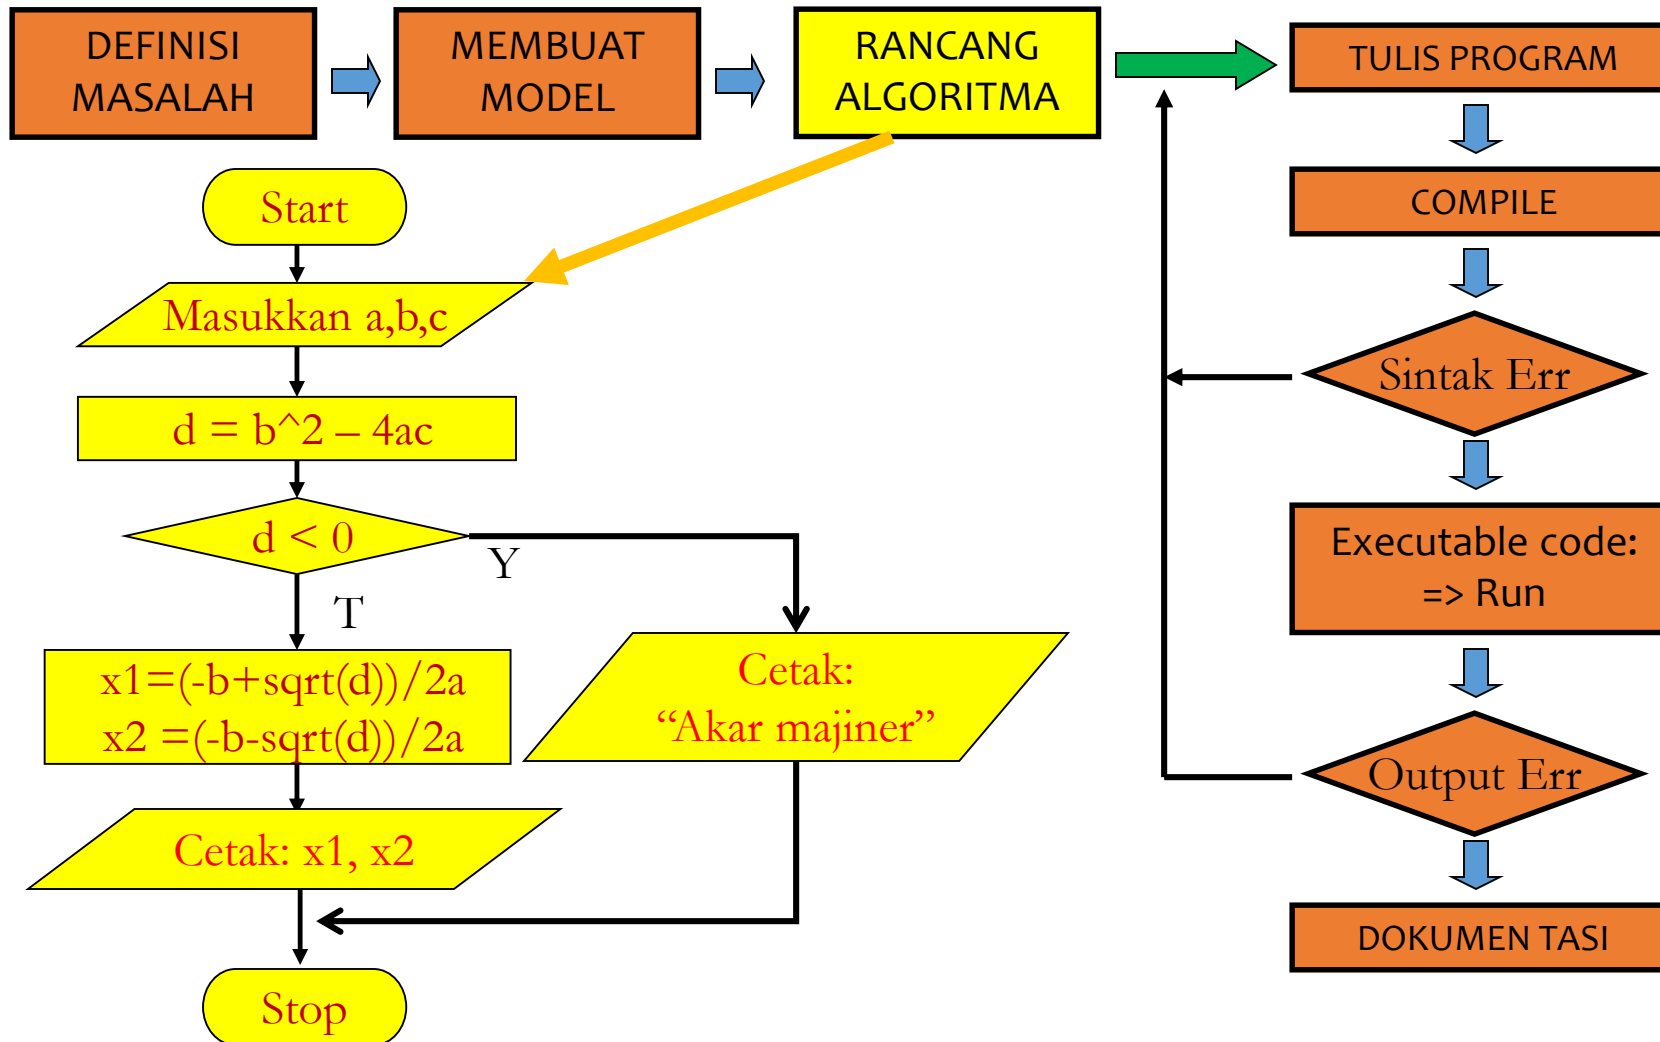 DEFINISI
MASALAH
MEMBUAT
MODEL
RANCANG
ALGORITMA
TULIS PROGRAM
COMPILE
Sintak Err
Executable code:
=> Run
Output Err
DOKUMEN TASI
Start
Masukkan a,b,c
d = b^2 – 4ac
d < 0
Y
T
x1=(-b+sqrt(d))/2a
x2 =(-b-sqrt(d))/2a
Cetak:
“Akar majiner”
Cetak: x1, x2
Stop